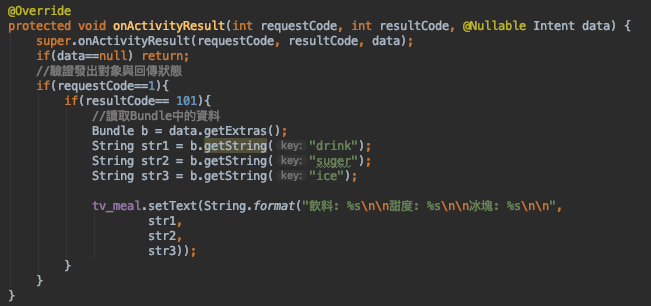 @Override
protected void onActivityResult(int requestCode, int resultCode, @Nullable Intent data) {
    super.onActivityResult(requestCode, resultCode, data);
    if(data==null) return;
    //驗證發出對象與回傳狀態
    if(requestCode==1){
        if(resultCode== 101){
            //讀取Bundle中的資料
            Bundle b = data.getExtras();
            String str1 = b.getString( key: "drink");
            String str2 = b.getString( key: "suger");
            String str3 = b.getString( key: "ice");
            tv_meal.setText(String.format("飲料: %s\n\n甜度: %s\n\n冰塊: %s\n\n",
                    str1,
                    str2,
                    str3));
        }
    }
}